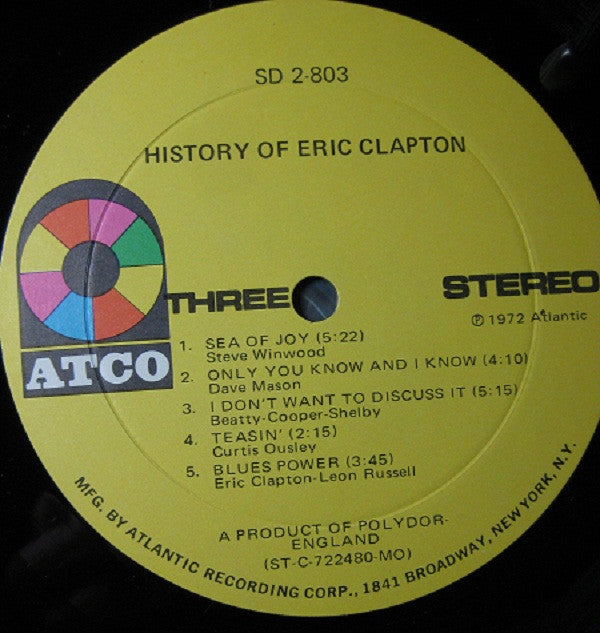 SD 2-803
HISTORY OF ERIC CLAPTON
ATCO
THREE
STEREO
℗ 1972 Atlantic
1. SEA OF JOY (5:22)
Steve Winwood
2. ONLY YOU KNOW AND I KNOW (4:10)
Dave Mason
3. I DON'T WANT TO DISCUSS IT (5:15)
Beatty-Cooper-Shelby
4. TEASIN' (2:15)
Curtis Ousley
5. BLUES POWER (3:45)
Eric Clapton-Leon Russell
A PRODUCT OF POLYDOR-
ENGLAND
(ST-C-722480-MO)
MFG. BY ATLANTIC RECORDING CORP., 1841 BROADWAY, NEW YORK, N.Y.